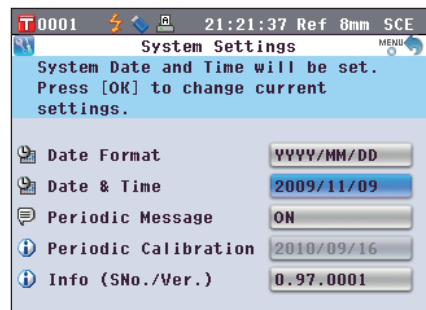 T0001 A 21:21:37 Ref 8mm SCE
System Settings MENU
System Date and Time will be set.
Press [OK] to change current
settings.
Date Format YYYY/MM/DD
Date & Time 2009/11/09
Periodic Message ON
Periodic Calibration 2010/09/16
Info (SNo./Ver.) 0.97.0001